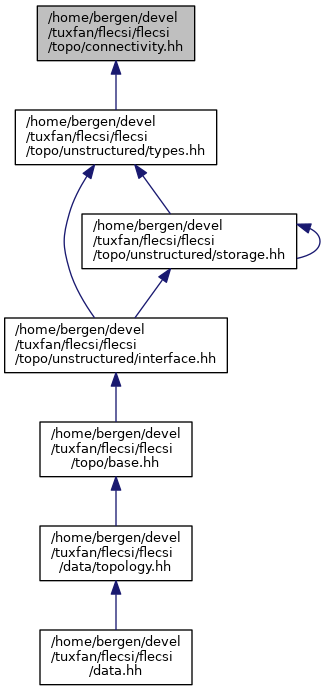 /home/bergen/devel
/tuxfan/flecsi/flecsi
/topo/connectivity.hh
/home/bergen/devel
/tuxfan/flecsi/flecsi
/topo/unstructured/types.hh
/home/bergen/devel
/tuxfan/flecsi/flecsi
/topo/unstructured/storage.hh
/home/bergen/devel
/tuxfan/flecsi/flecsi
/topo/unstructured/interface.hh
/home/bergen/devel
/tuxfan/flecsi/flecsi
/topo/base.hh
/home/bergen/devel
/tuxfan/flecsi/flecsi
/data/topology.hh
/home/bergen/devel
/tuxfan/flecsi/flecsi
/data.hh